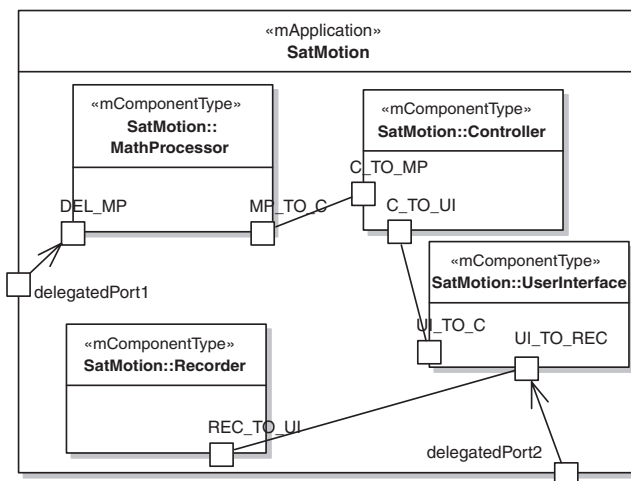 «mApplication»
SatMotion
«mComponentType»
SatMotion::
MathProcessor
«mComponentType»
SatMotion::Controller
C_TO_MP
DEL_MP
MP_TO_C
C_TO_UI
«mComponentType»
SatMotion::UserInterface
delegatedPort1
UI_TO_C
UI_TO_REC
«mComponentType»
SatMotion::Recorder
REC_TO_UI
delegatedPort2